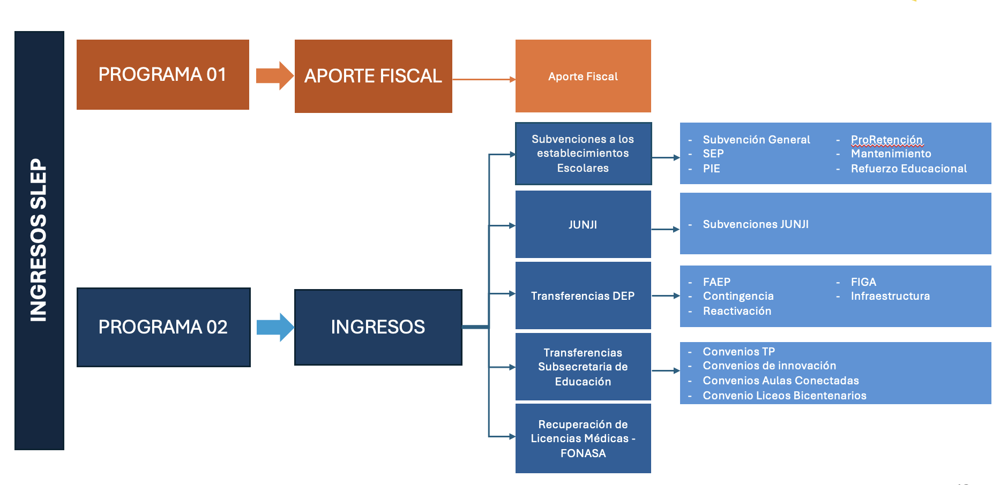 INGRESOS SLEP
PROGRAMA 01
APORTE FISCAL
Aporte Fiscal
PROGRAMA 02
INGRESOS
Subvenciones a los
establecimientos
Escolares
- Subvención General
- SEP
- PIE
- ProRetención
- Mantenimiento
- Refuerzo Educacional
JUNJI
- Subvenciones JUNJI
Transferencias DEP
- FAEP
- Contingencia
- Reactivación
- FIGA
- Infraestructura
Transferencias
Subsecretaria de
Educación
- Convenios TP
- Convenios de innovación
- Convenios Aulas Conectadas
- Convenio Liceos Bicentenarios
Recuperación de
Licencias Médicas -
FONASA